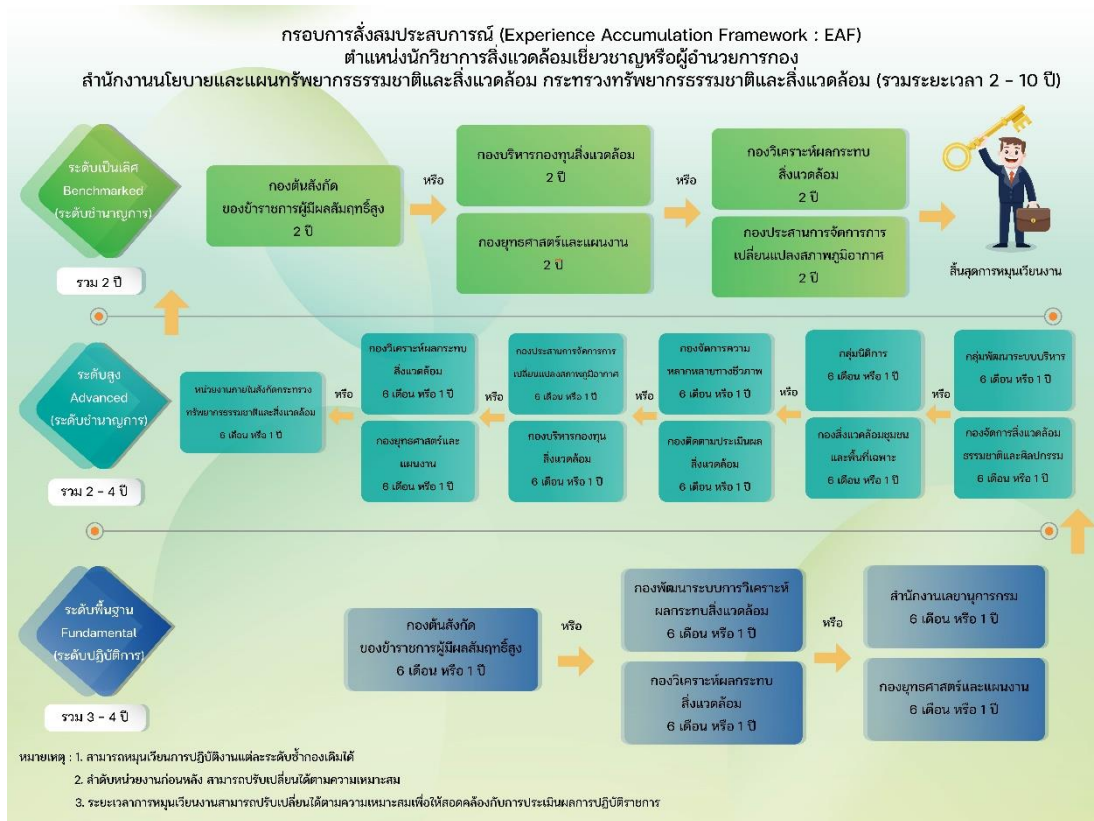 กรอบการสั่งสมประสบการณ์ (Experience Accumulation Framework : EAF)
ตำแหน่งนักวิชาการสิ่งแวดล้อมเชี่ยวชาญหรือผู้อำนวยการกอง
สำนักงานนโยบายและแผนทรัพยากรธรรมชาติและสิ่งแวดล้อม กระทรวงทรัพยากรธรรมชาติและสิ่งแวดล้อม (รวมระยะเวลา 2 - 10 ปี)
ระดับเป็นเลิศ
Benchmarked
(ระดับชำนาญการ)
รวม 2 ปี
กองต้นสังกัด
ของข้าราชการผู้มีผลสัมฤทธิ์สูง
2 ปี
หรือ
กองบริหารกองทุนสิ่งแวดล้อม
2 ปี
กองยุทธศาสตร์และแผนงาน
2 ปี
หรือ
กองวิเคราะห์ผลกระทบ
สิ่งแวดล้อม
2 ปี
กองประสานการจัดการการ
เปลี่ยนแปลงสภาพภูมิอากาศ
2 ปี
สิ้นสุดการหมุนเวียนงาน
ระดับสูง
Advanced
(ระดับชำนาญการ)
รวม 2 - 4 ปี
หน่วยงานภายในสังกัดกระทรวง
ทรัพยากรธรรมชาติและสิ่งแวดล้อม
6 เดือน หรือ 1 ปี
หรือ
กองวิเคราะห์ผลกระทบ
สิ่งแวดล้อม
6 เดือน หรือ 1 ปี
กองยุทธศาสตร์และ
แผนงาน
6 เดือน หรือ 1 ปี
หรือ
กองประสานการจัดการการ
เปลี่ยนแปลงสภาพภูมิอากาศ
6 เดือน หรือ 1 ปี
กองบริหารกองทุน
สิ่งแวดล้อม
6 เดือน หรือ 1 ปี
หรือ
กองจัดการความ
หลากหลายทางชีวภาพ
6 เดือน หรือ 1 ปี
กองติดตามประเมินผล
สิ่งแวดล้อม
6 เดือน หรือ 1 ปี
หรือ
กลุ่มนิติการ
6 เดือน หรือ 1 ปี
กองสิ่งแวดล้อมชุมชน
และพื้นที่เฉพาะ
6 เดือน หรือ 1 ปี
หรือ
กลุ่มพัฒนาระบบบริหาร
6 เดือน หรือ 1 ปี
กองจัดการสิ่งแวดล้อม
ธรรมชาติและศิลปกรรม
6 เดือน หรือ 1 ปี
ระดับพื้นฐาน
Fundamental
(ระดับปฏิบัติการ)
รวม 3 - 4 ปี
กองต้นสังกัด
ของข้าราชการผู้มีผลสัมฤทธิ์สูง
6 เดือน หรือ 1 ปี
หรือ
กองพัฒนาระบบการวิเคราะห์
ผลกระทบสิ่งแวดล้อม
6 เดือน หรือ 1 ปี
กองวิเคราะห์ผลกระทบ
สิ่งแวดล้อม
6 เดือน หรือ 1 ปี
หรือ
สำนักงานเลขานุการกรม
6 เดือน หรือ 1 ปี
กองยุทธศาสตร์และแผนงาน
6 เดือน หรือ 1 ปี
หมายเหตุ : 1. สามารถหมุนเวียนการปฏิบัติงานแต่ละระดับซ้ำกองเดิมได้
2. ลำดับหน่วยงานก่อนหลัง สามารถปรับเปลี่ยนได้ตามความเหมาะสม
3. ระยะเวลาการหมุนเวียนงานสามารถปรับเปลี่ยนได้ตามความเหมาะสมเพื่อให้สอดคล้องกับการประเมินผลการปฏิบัติราชการ